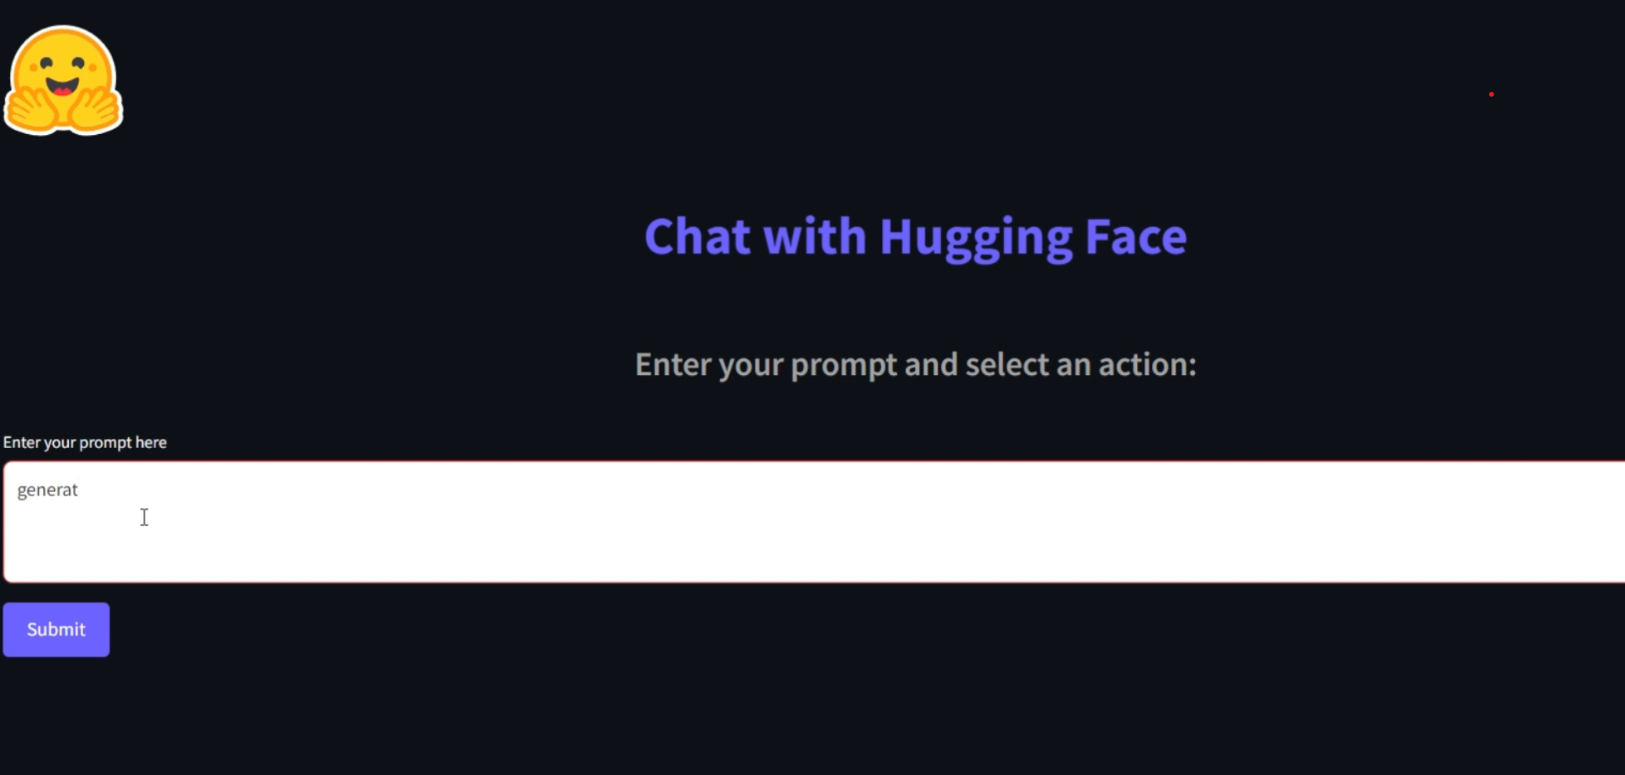 Chat with Hugging Face
Enter your prompt and select an action:
Enter your prompt here
generat
Submit